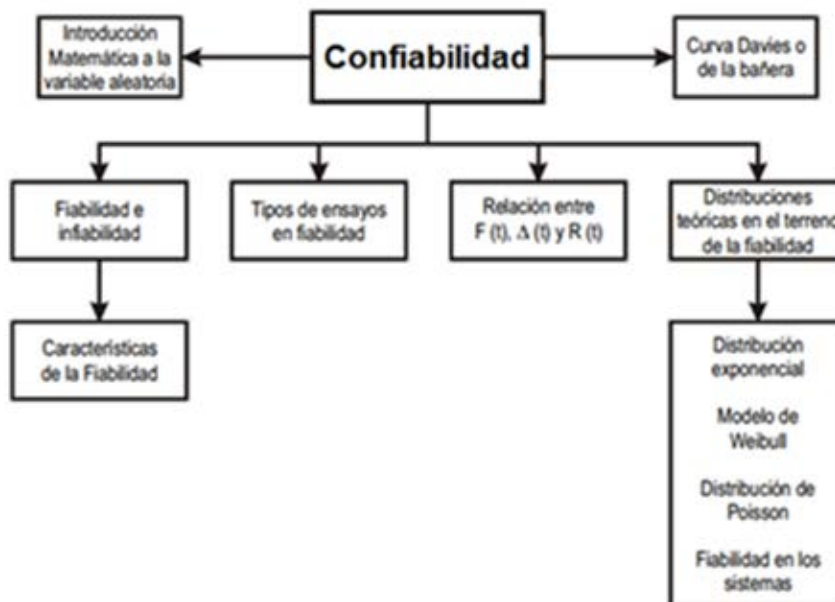 Introducción
Matemática a la
variable aleatoria
Confiabilidad
Curva Davies o
de la bañera
Fiabilidad e
infiabilidad
Tipos de ensayos
en fiabilidad
Relación entre
F (t), Δ (t) y R (t)
Distribuciones
teóricas en el terreno
de la fiabilidad
Características
de la Fiabilidad
Distribución
exponencial
Modelo de
Weibull
Distribución de
Poisson
Fiabilidad en los
sistemas